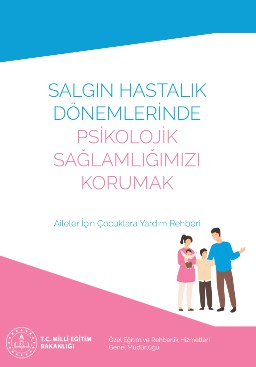 SALGIN HASTALIK
DÖNEMLERİNDE
PSİKOLOJİK
SAĞLAMLIĞIMIZI
KORUMAK
Aileler İçin Çocuklara Yardım Rehberi
T.C. MİLLÎ EĞİTİM
BAKANLIĞI
Özel Eğitim ve Rehberlik Hizmetleri
Genel Müdürlüğü